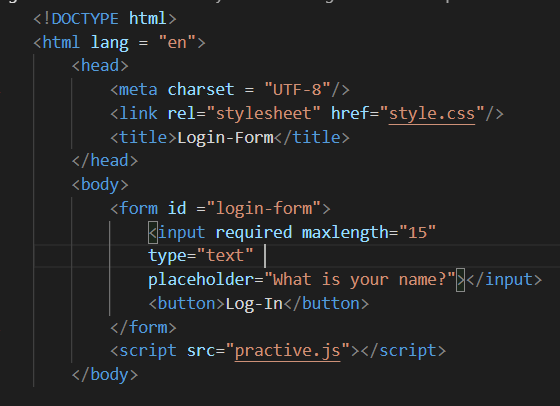 <!DOCTYPE html>
<html lang = "en">
<head>
<meta charset = "UTF-8"/>
<link rel="stylesheet" href="style.css"/>
<title>Login-Form</title>
</head>
<body>
<form id ="login-form">
<input required maxlength="15"
type="text"
placeholder="What is your name?"></input>
<button>Log-In</button>
</form>
<script src="practive.js"></script>
</body>